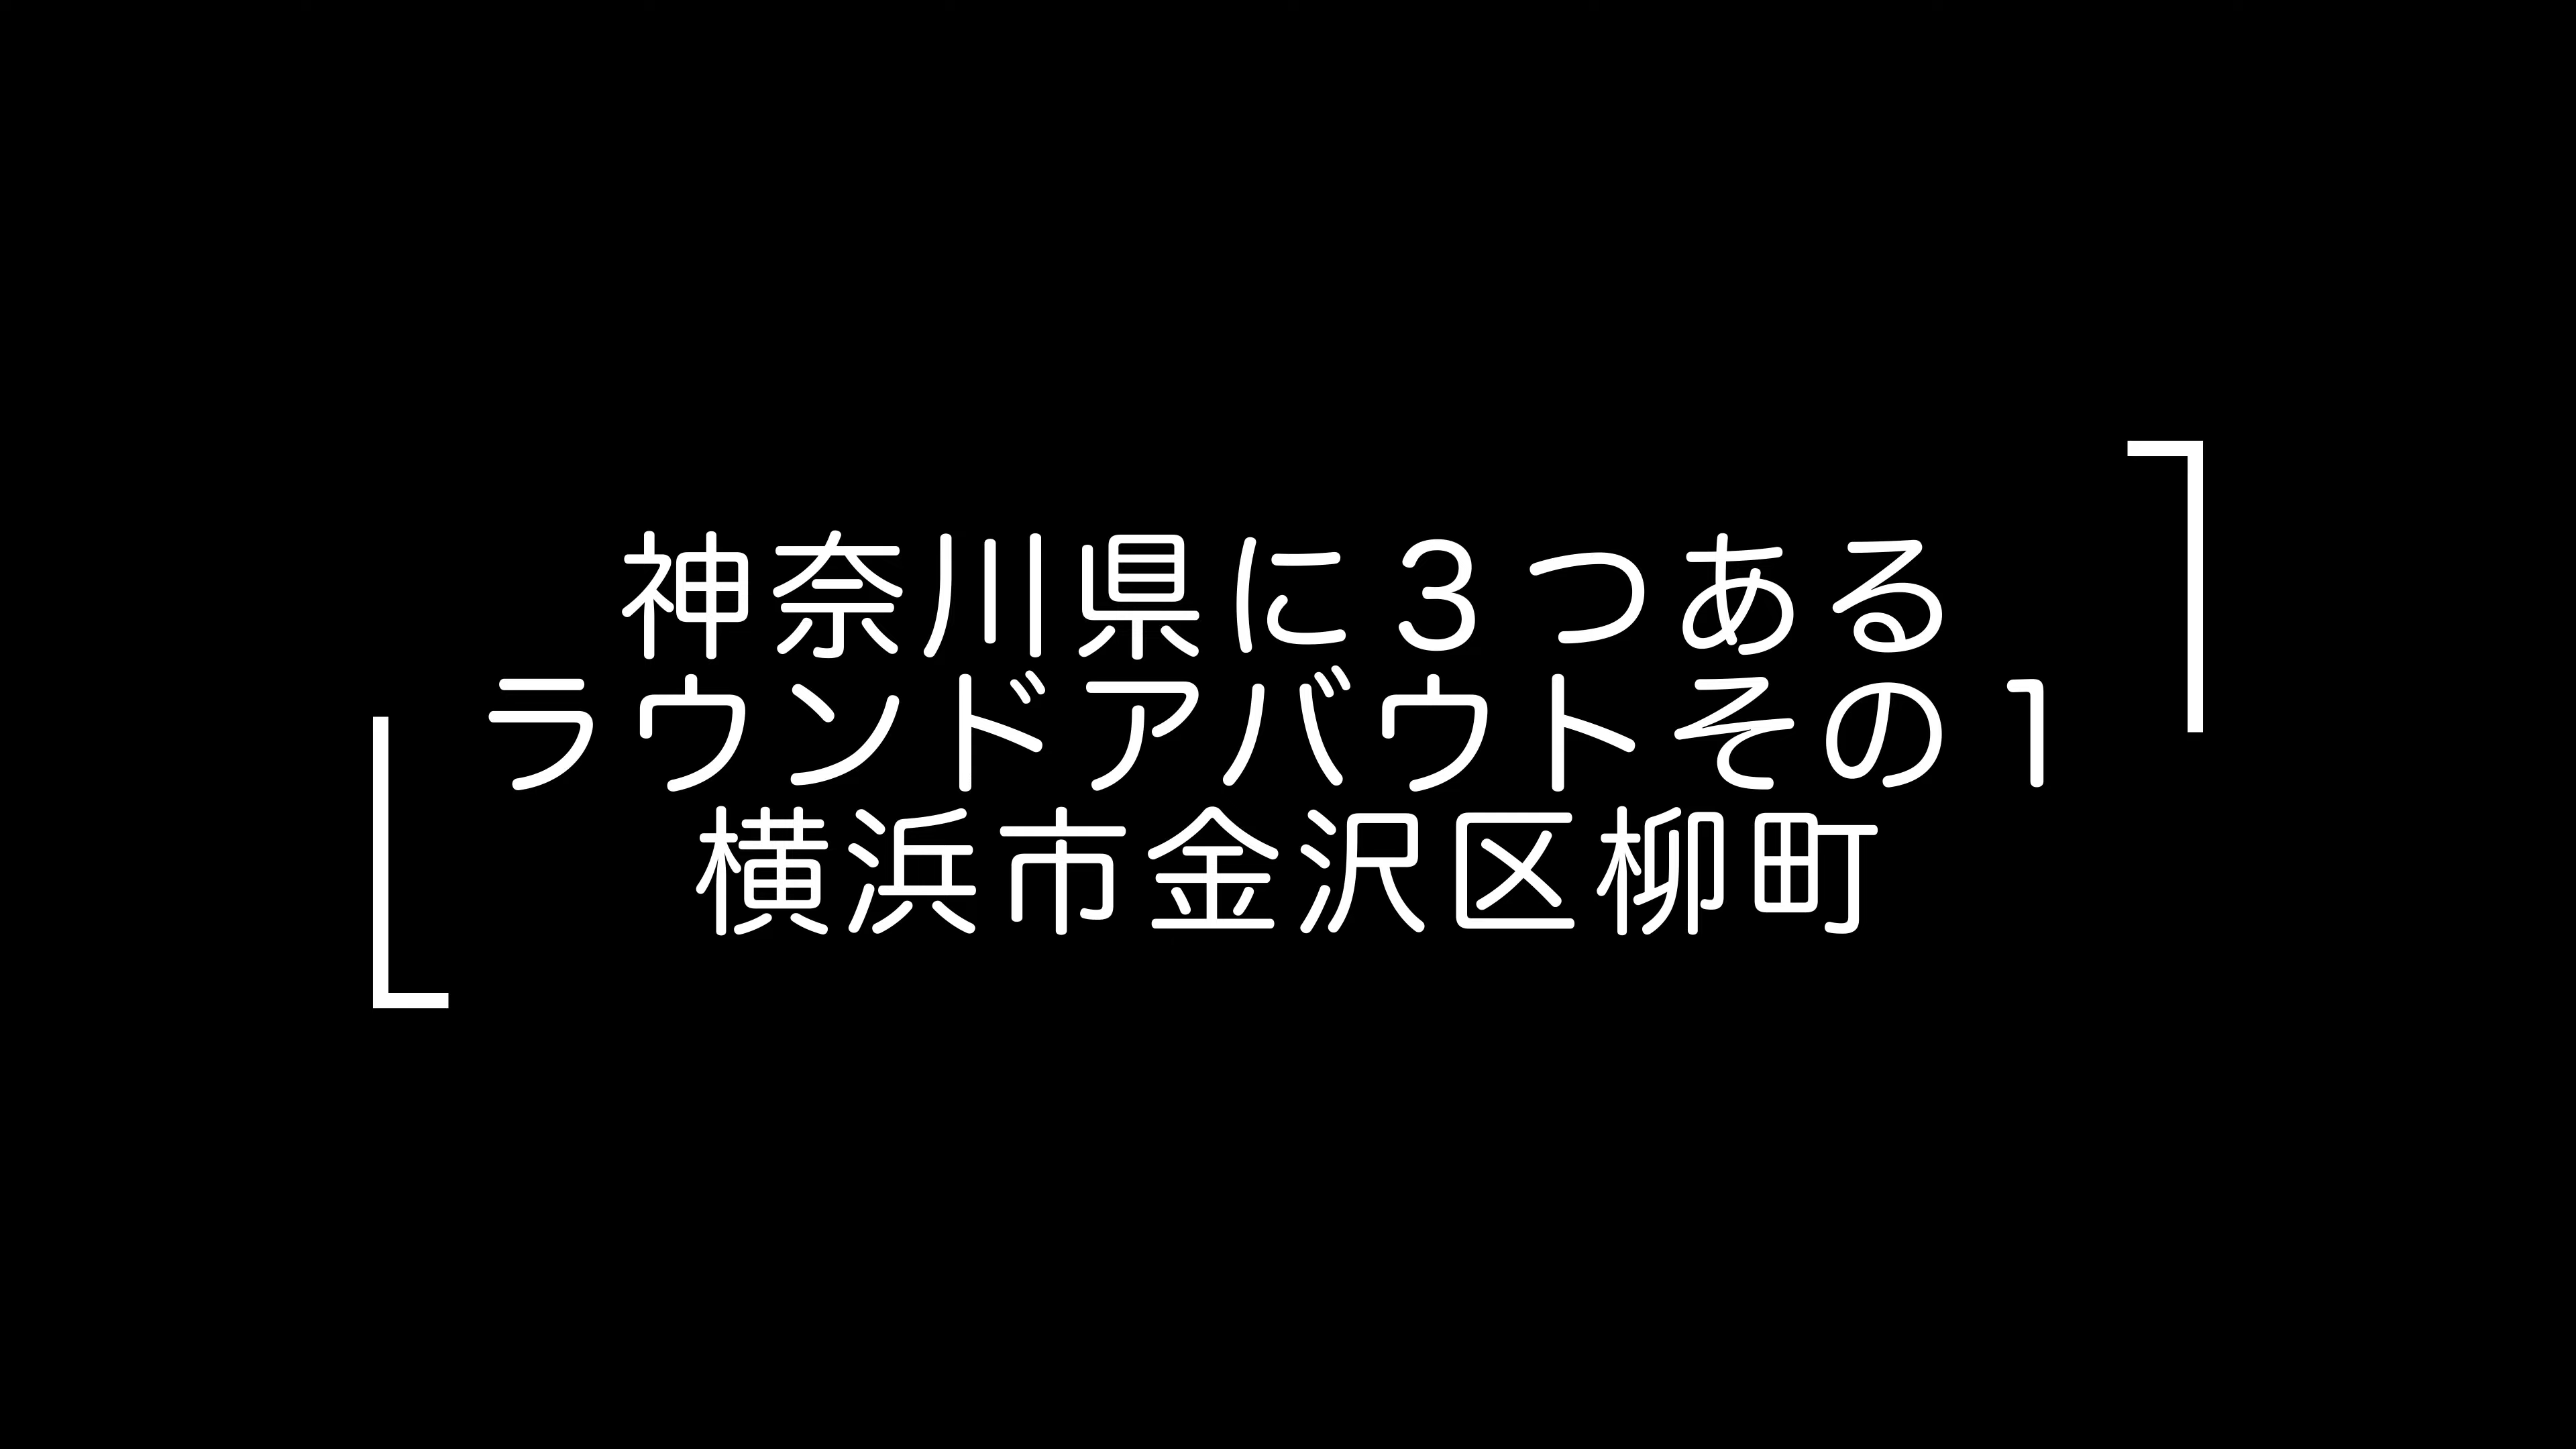 神奈川県に３つある
ラウンドアバウトその１
横浜市金沢区柳町